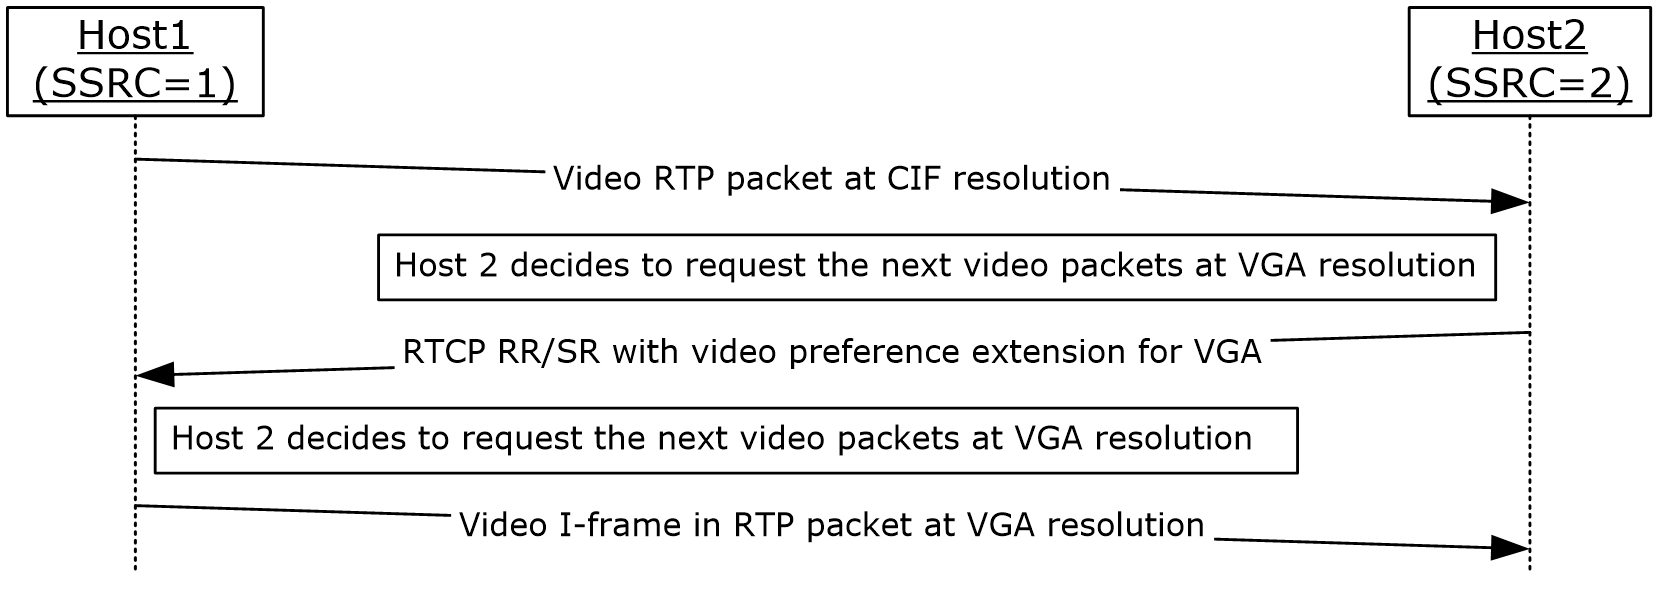 Host1
(SSRC=1)
Host2
(SSRC=2)
Video RTP packet at CIF resolution
Host 2 decides to request the next video packets at VGA resolution
RTCP RR/SR with video preference extension for VGA
Host 2 decides to request the next video packets at VGA resolution
Video I-frame in RTP packet at VGA resolution